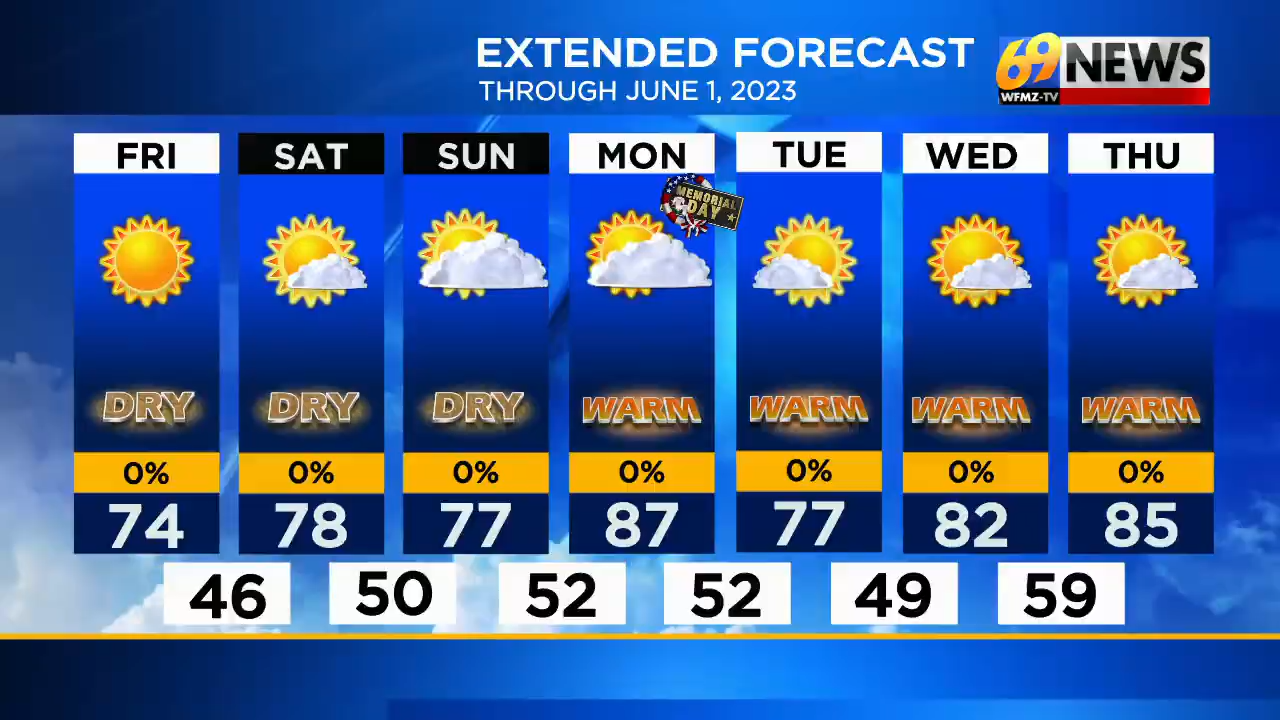 EXTENDED FORECAST
THROUGH JUNE 1, 2023
69 NEWS
WFMZ-TV
FRI SAT SUN MON TUE WED THU
MEMORIAL
DAY
DRY DRY DRY WARM WARM WARM WARM
0% 0% 0% 0% 0% 0% 0%
74 78 77 87 77 82 85
46 50 52 52 49 59